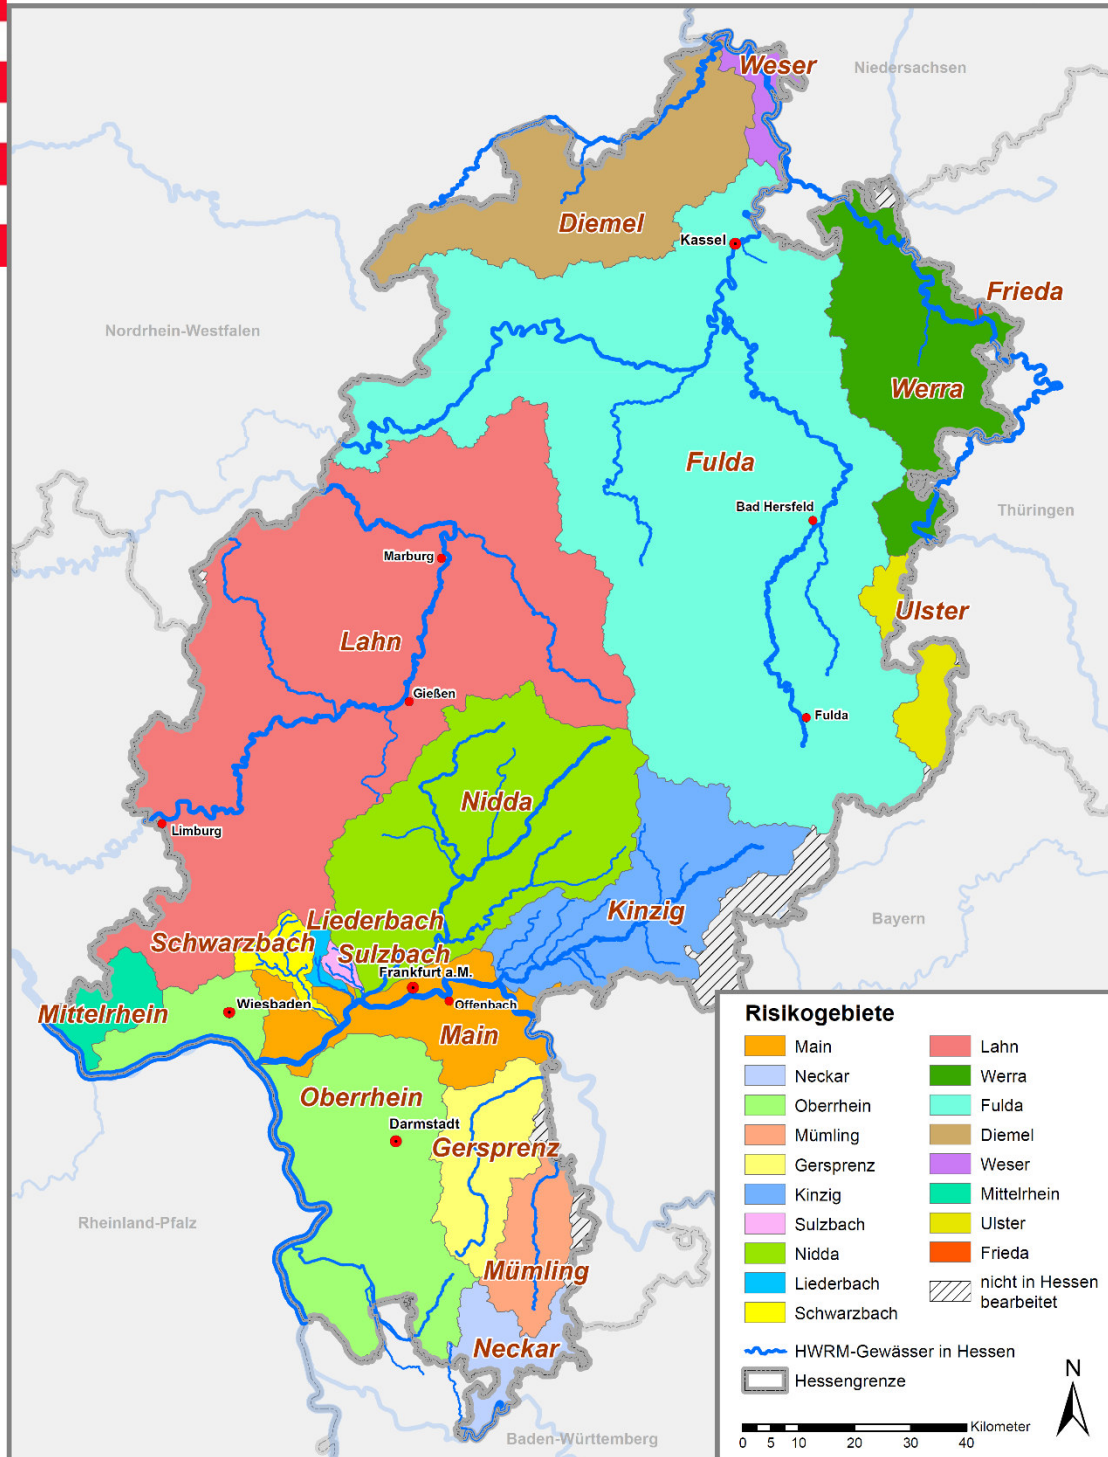 Weser
Niedersachsen
Diemel
Kassel
Frieda
Nordrhein-Westfalen
Werra
Fulda
Bad Hersfeld
Thüringen
Marburg
Ulster
Lahn
Gießen
Fulda
Nidda
Limburg
Kinzig
Bayern
Liederbach
Schwarzbach
Sulzbach
Frankfurt a.M.
Wiesbaden
Offenbach
Mittelrhein
Main
Oberrhein
Darmstadt
Gersprenz
Rheinland-Pfalz
Mümling
Neckar
Baden-Württemberg
Risikogebiete
Main
Neckar
Oberrhein
Mümling
Gersprenz
Kinzig
Sulzbach
Nidda
Liederbach
Schwarzbach
Lahn
Werra
Fulda
Diemel
Weser
Mittelrhein
Ulster
Frieda
nicht in Hessen
bearbeitet
HWRM-Gewässer in Hessen
Hessengrenze
N
Kilometer
0 5 10 20 30 40